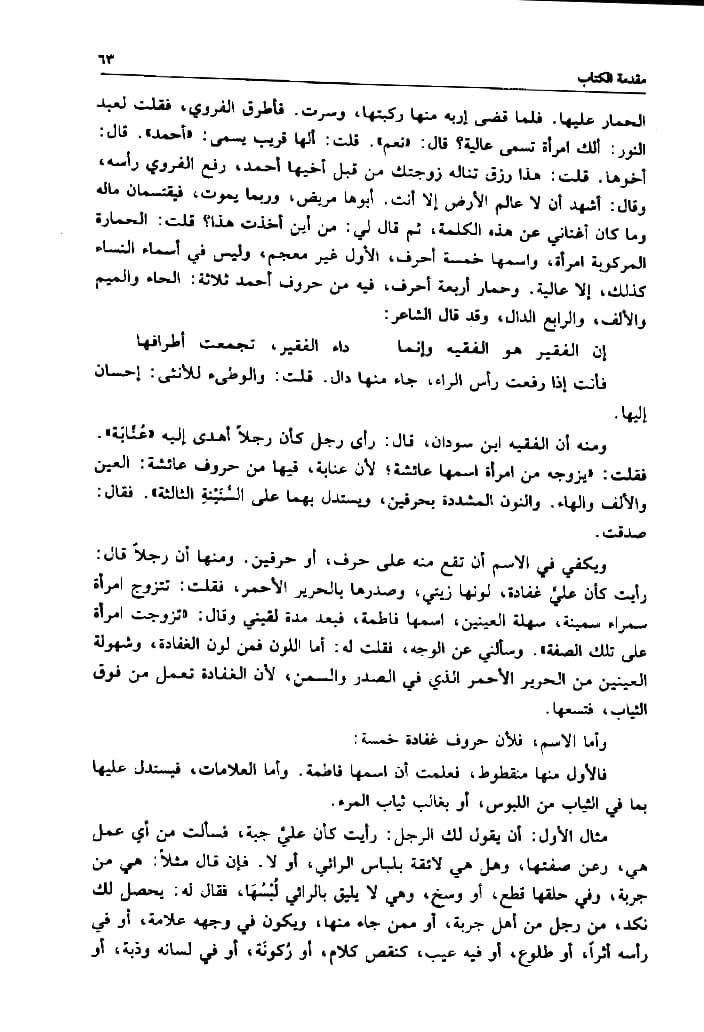 ٦٣
مقدمة الكتاب
الحمار عليها. فلما قضى إربه منها ركبتها، وسرت. فأطرق الفروي، فقلت لعبد
النور: ألك امرأة تسمى عالية؟ قال: «نعم». قلت: ألها قريب يسمى: «أحمد». قال:
أخوها. قلت: هذا رزق تناله زوجتك من قبل أخيها أحمد، رفع الفروي رأسه،
وقال: أشهد أن لا عالم الأرض إلا أنت. أبوها مريض، وربما يموت، فيقتسمان ماله
وما كان أغناني عن هذه الكلمة، ثم قال لي: من أين أخذت هذا؟ قلت: الحمارة
المركوبة امرأة، واسمها خمسة أحرف، الأول غير معجم، وليس في أسماء النساء
كذلك، إلا عالية. وحمار أربعة أحرف، فيه من حروف أحمد ثلاثة: الحاء والميم
والألف، والرابع الدال، وقد قال الشاعر:
إن الفقير هو الفقيه وإنما داء الفقير، تجمعت أطرافها
فأنت إذا رفعت رأس الراء، جاء منها دال. قلت: والوطىء للأنثى: إحسان
إليها.
ومنه أن الفقيه ابن سودان، قال: رأى رجل كأن رجلاً أهدى إليه «عُنَّابَة».
فقلت: «يزوجه من امرأة اسمها عائشة؛ لأن عنابة، فيها من حروف عائشة: العين
والألف والهاء. والنون المشددة بحرفين، ويستدل بهما على السُّنَيْنةِ الثالثة». فقال:
صدقت.
ويكفي في الاسم أن تقع منه على حرف، أو حرفين. ومنها أن رجلاً قال:
رأيت كأن عليّ غفادة، لونها زيتي، وصدرها بالحرير الأحمر، فقلت: تتزوج امرأة
سمراء سمينة، سهلة العينين، اسمها فاطمة، فبعد مدة لقيني وقال: «تزوجت امرأة
على تلك الصفة». وسألني عن الوجه، فقلت له: أما اللون فمن لون الغفادة، وشهولة
العينين من الحرير الأحمر الذي في الصدر والسمن، لأن الغفادة تعمل من فوق
الثياب، فتسعها.
وأما الاسم، فلأن حروف غفادة خمسة:
فالأول منها منقطوط، فعلمت أن اسمها فاطمة. وأما العلامات، فيستدل عليها
بما في الثياب من اللبوس، أو بغالب ثياب المرء.
مثال الأول: أن يقول لك الرجل: رأيت كأن عليّ جبة، فسألت من أي عمل
هي، رعن صفتها، وهل هي لائقة بلباس الرائي، أو لا. فإن قال مثلاً: هي من
جربة، وفي حلقها قطع، أو وسخ، وهي لا يليق بالرائي لُبْسُهَا، فقال له: يحصل لك
نكد، من رجل من أهل جربة، أو ممن جاء منها، ويكون في وجهه علامة، أو في
رأسه أثراً، أو طلوع، أو فيه عيب، كنقص كلام، أو رُكونَة، أو في لسانه وذبة، أو